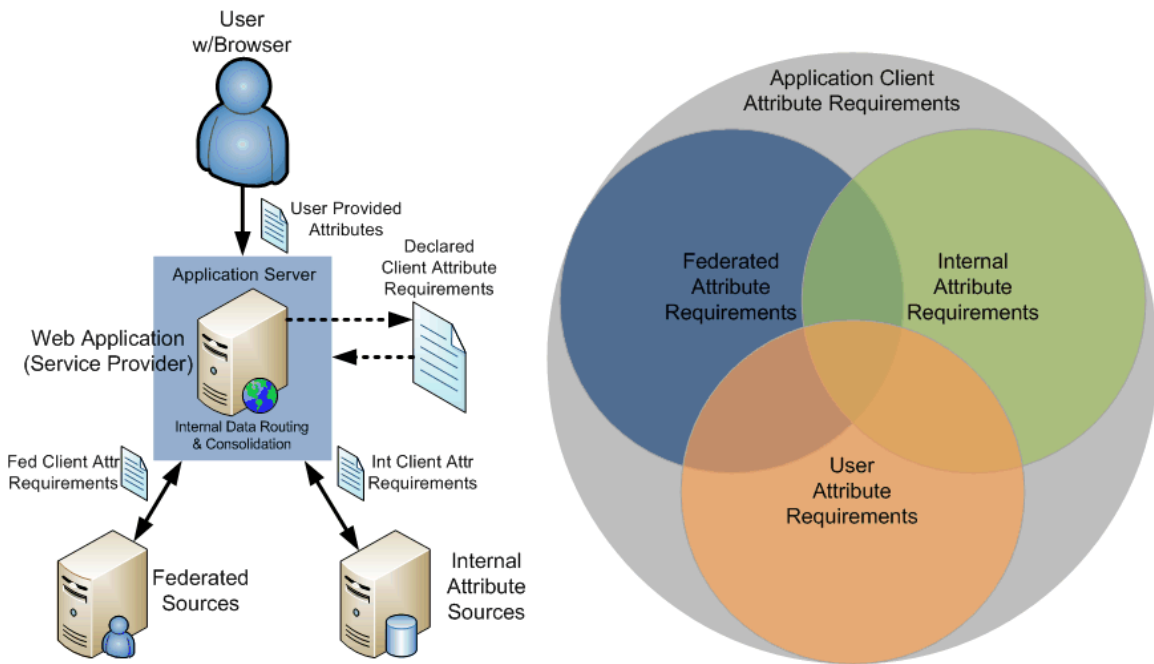 User
w/Browser
User Provided
Attributes
Declared
Client Attribute
Requirements
Application Server
Web Application
(Service Provider)
Internal Data Routing
& Consolidation
Fed Client Attr
Requirements
Int Client Attr
Requirements
Federated
Sources
Internal
Attribute
Sources
Application Client
Attribute Requirements
Federated
Attribute
Requirements
Internal
Attribute
Requirements
User
Attribute
Requirements